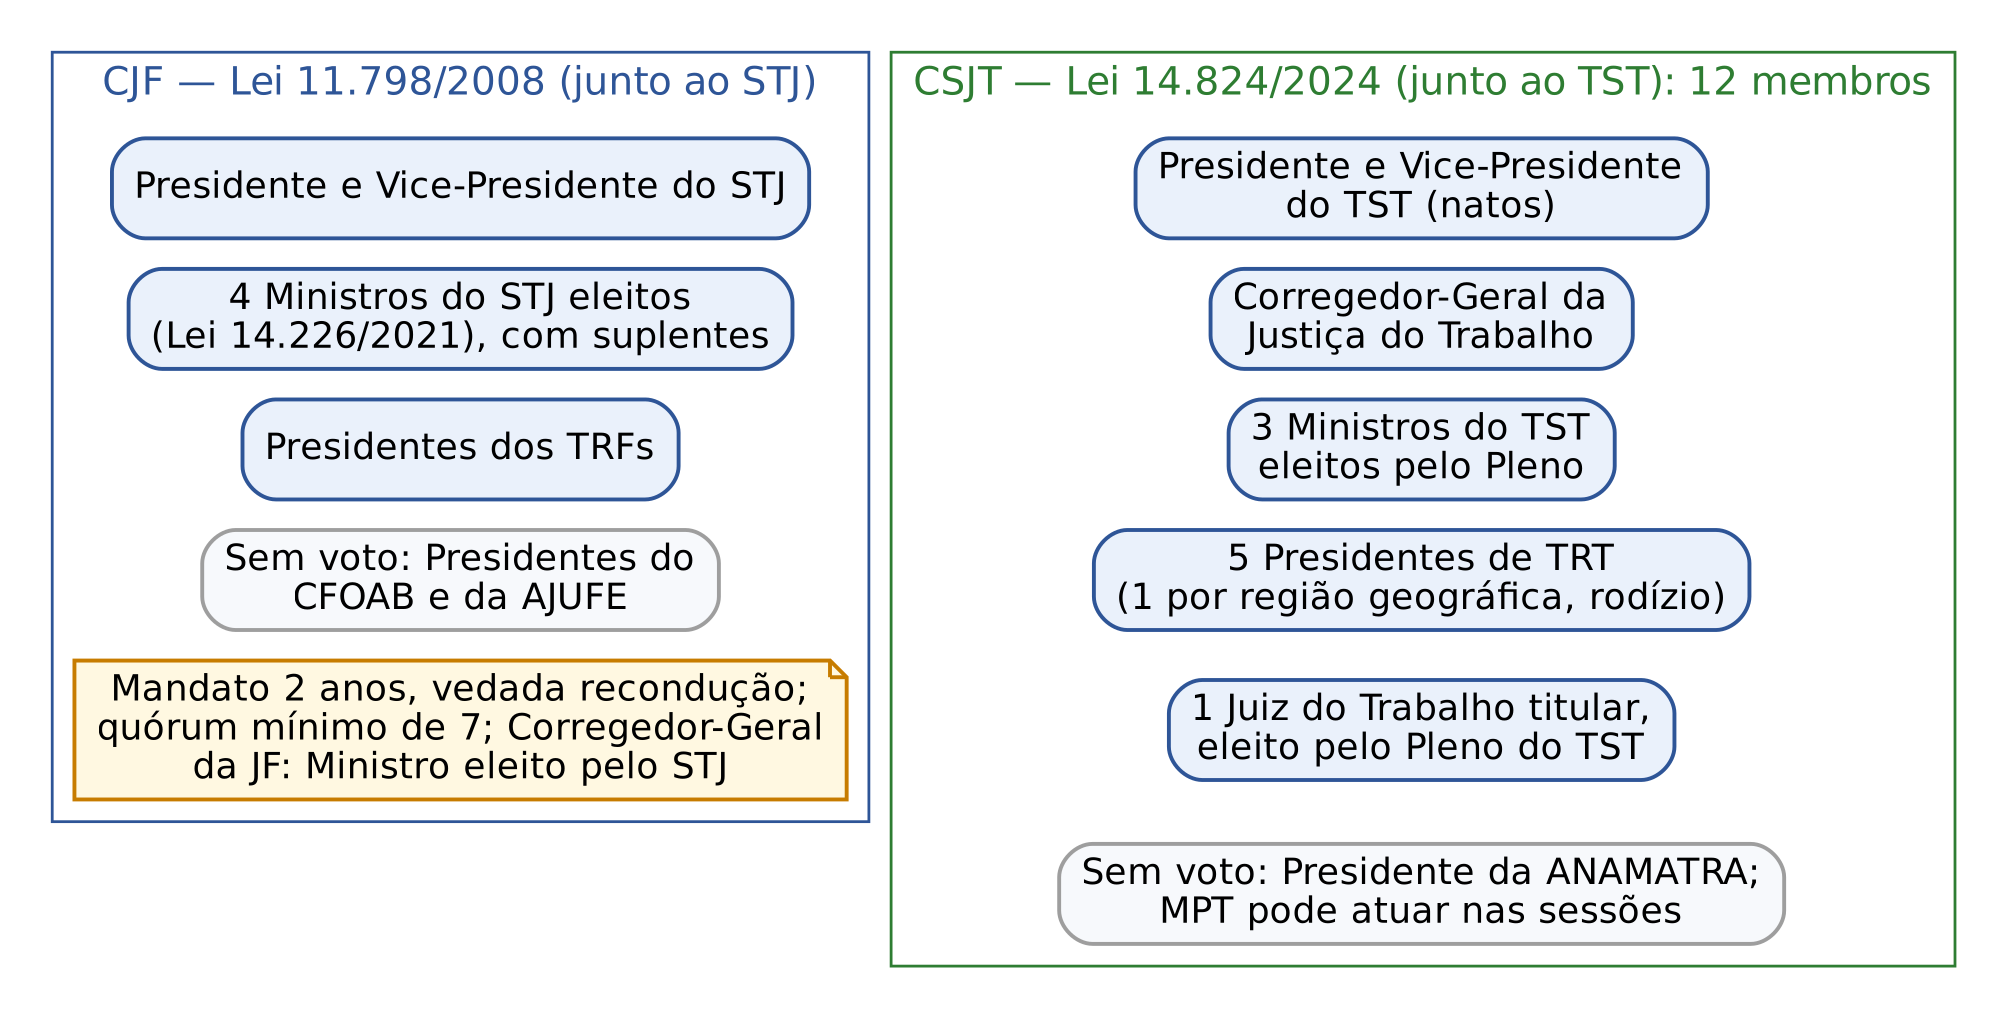 CJF — Lei 11.798/2008 (junto ao STJ)
Presidente e Vice-Presidente do STJ
4 Ministros do STJ eleitos
(Lei 14.226/2021), com suplentes
Presidentes dos TRFs
Sem voto: Presidentes do
CFOAB e da AJUFE
Mandato 2 anos, vedada recondução;
quórum mínimo de 7; Corregedor-Geral
da JF: Ministro eleito pelo STJ
CSJT — Lei 14.824/2024 (junto ao TST): 12 membros
Presidente e Vice-Presidente
do TST (natos)
Corregedor-Geral da
Justiça do Trabalho
3 Ministros do TST
eleitos pelo Pleno
5 Presidentes de TRT
(1 por região geográfica, rodízio)
1 Juiz do Trabalho titular,
eleito pelo Pleno do TST
Sem voto: Presidente da ANAMATRA;
MPT pode atuar nas sessões